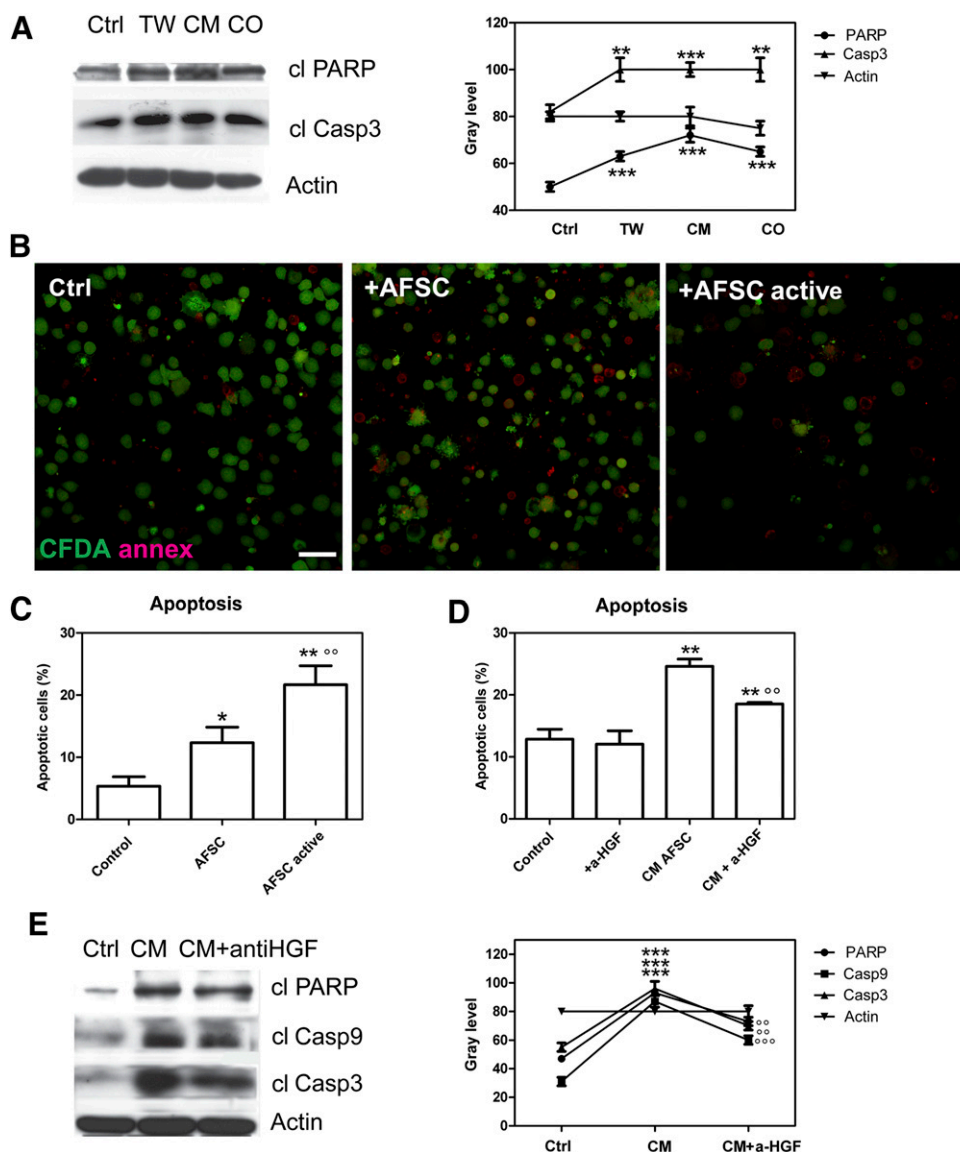 A
Ctrl TW CM CO
cl PARP
cl Casp3
Actin
Gray level
120
100
80
60
40
** *** **
*** *** ***
Ctrl TW CM CO
PARP
Casp3
Actin
B
Ctrl
+AFSC
+AFSC active
CFDA annex
C
Apoptosis
Apoptotic cells (%)
30
20
10
0
*
** °°
Control
AFSC
AFSC active
D
Apoptosis
Apoptotic cells (%)
30
20
10
0
**
** °°
Control
+a-HGF
CM AFSC
CM + a-HGF
E
Ctrl CM CM+antiHGF
cl PARP
cl Casp9
cl Casp3
Actin
Gray level
140
120
100
80
60
40
20
0
***
***
***
°°
°°
°°°
Ctrl CM CM+a-HGF
PARP
Casp9
Casp3
Actin